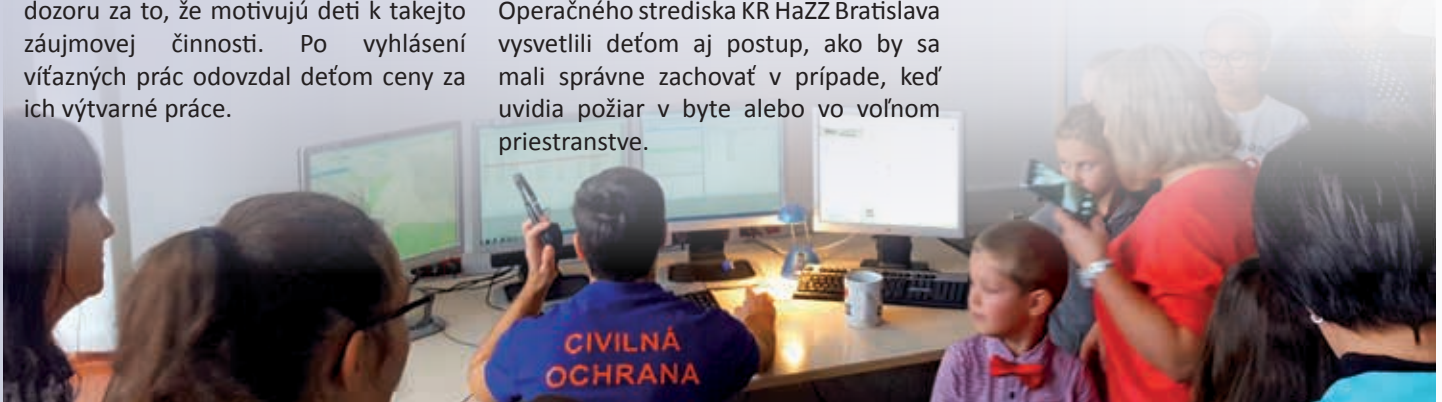 dozoru za to, že motivujú deti k takejto
záujmovej činnosti. Po vyhlásení
víťazných prác odovzdal deťom ceny za
ich výtvarné práce.
Operačného strediska KR HaZZ Bratislava
vysvetlili deťom aj postup, ako by sa
mali správne zachovať v prípade, keď
uvidia požiar v byte alebo vo voľnom
priestranstve.
CIVILNÁ
OCHRANA